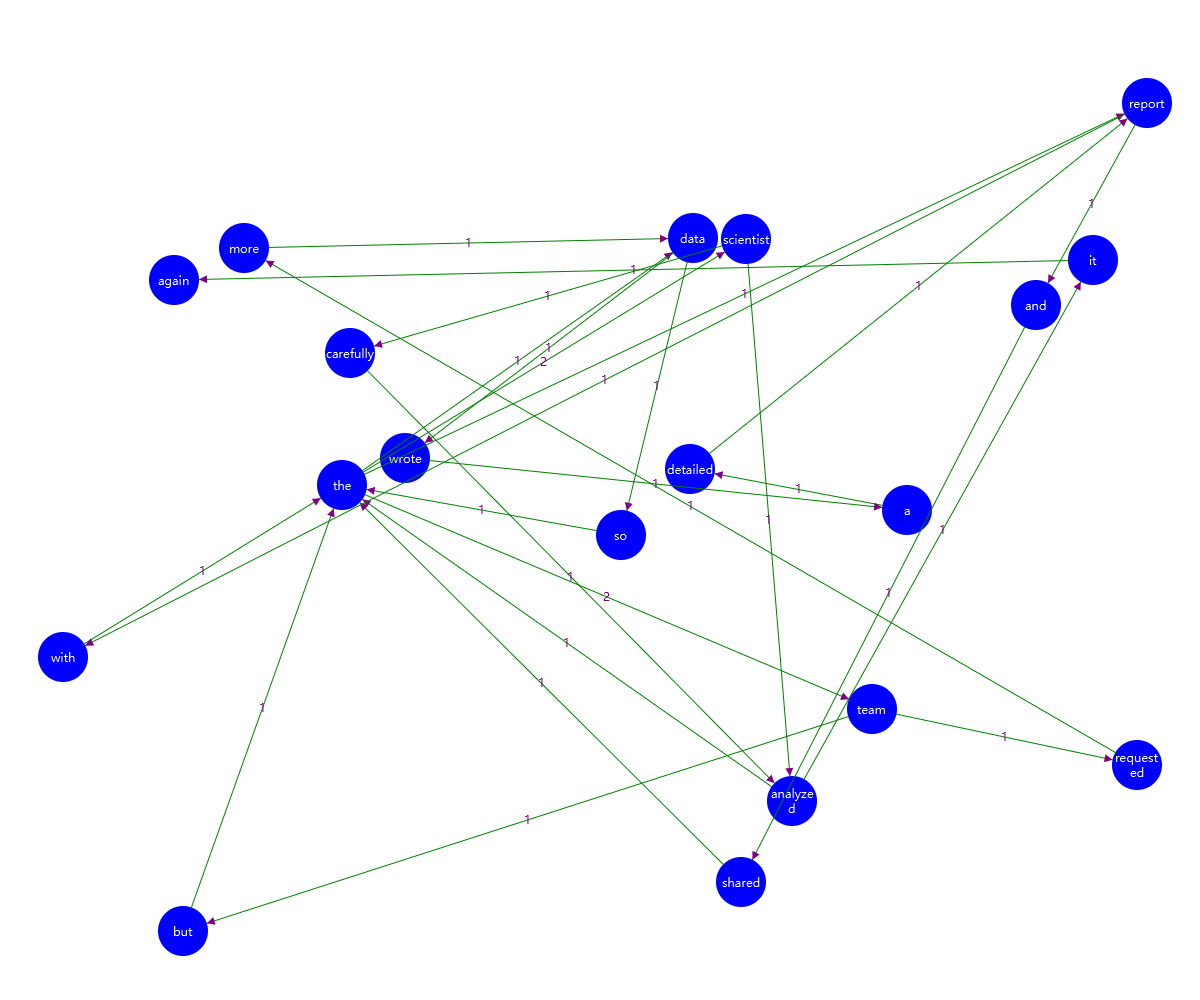 report
data
scientist
more
1
it
again
1
1
1
and
1
1
carefully
1
1
2
1
1
wrote
detailed
the
1
1
1
a
1
1
so
1
1
1
1
2
1
with
1
1
team
1
1
request
ed
analyze
d
1
shared
but